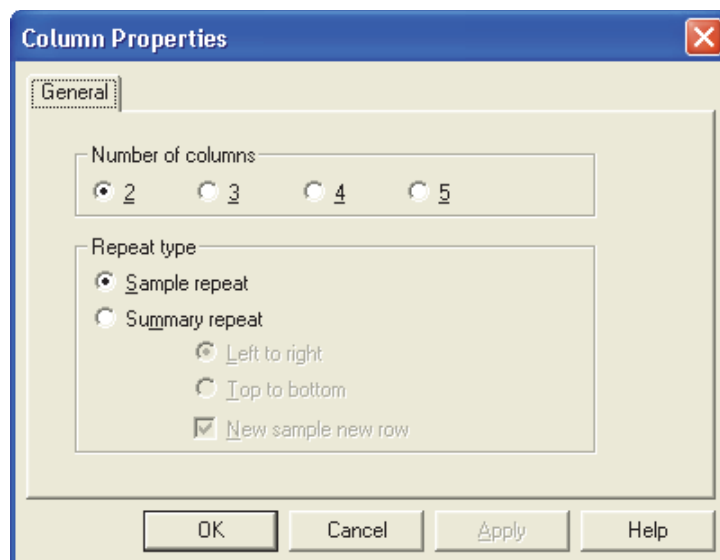 Column Properties
General
Number of columns
2 3 4 5
Repeat type
Sample repeat
Summary repeat
Left to right
Top to bottom
New sample new row
OK Cancel Apply Help